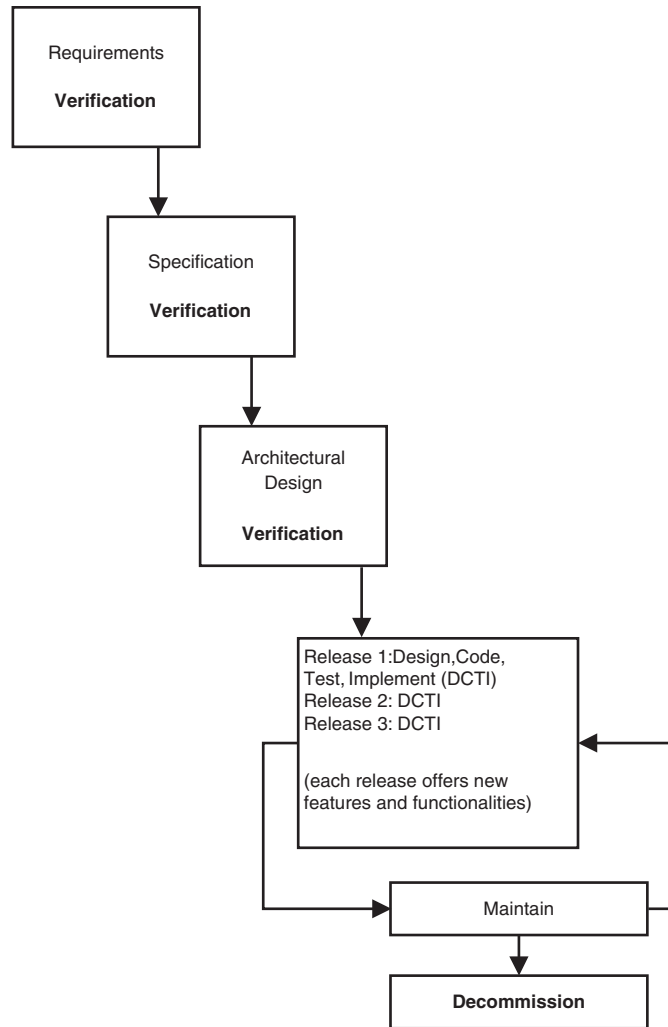 Requirements
Verification
Specification
Verification
Architectural
Design
Verification
Release 1:Design,Code,
Test, Implement (DCTI)
Release 2: DCTI
Release 3: DCTI
(each release offers new
features and functionalities)
Maintain
Decommission